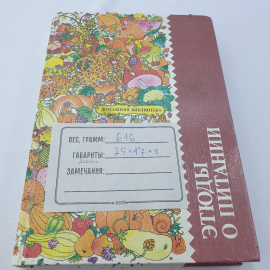 ДОМАШНЯЯ БИБЛИОТЕКА
ВЕС, ГРАММ: 616
ГАБАРИТЫ: 25×17×3
ЗАМЕЧАНИЯ:
ЭТЮДЫ
О ПИТАНИИ